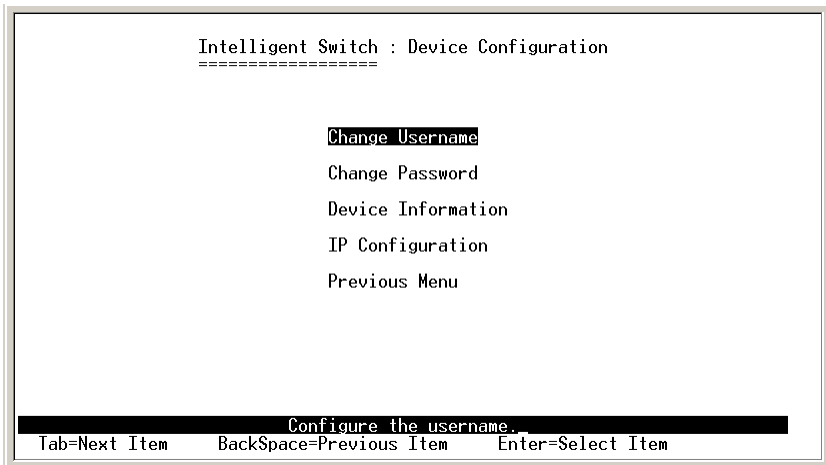 Intelligent Switch : Device Configuration
==================
Change Username
Change Password
Device Information
IP Configuration
Previous Menu
Configure the username._
Tab=Next Item BackSpace=Previous Item Enter=Select Item